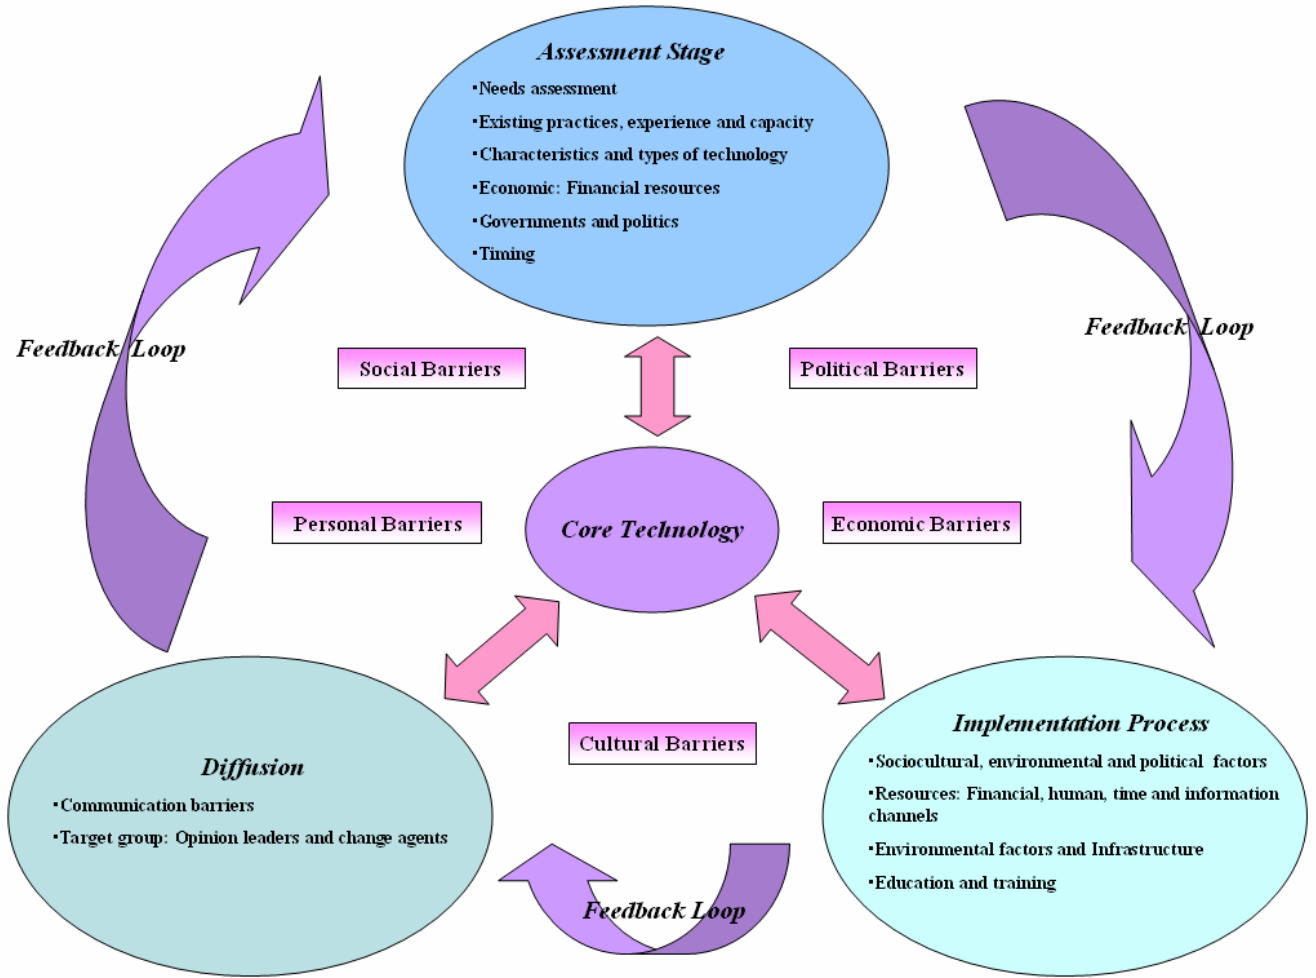 Assessment Stage
▪Needs assessment
▪Existing practices, experience and capacity
▪Characteristics and types of technology
▪Economic: Financial resources
▪Governments and politics
▪Timing
Feedback Loop
Feedback Loop
Social Barriers
Political Barriers
Personal Barriers
Core Technology
Economic Barriers
Cultural Barriers
Diffusion
▪Communication barriers
▪Target group: Opinion leaders and change agents
Implementation Process
▪Sociocultural, environmental and political factors
▪Resources: Financial, human, time and information
channels
▪Environmental factors and Infrastructure
▪Education and training
Feedback Loop